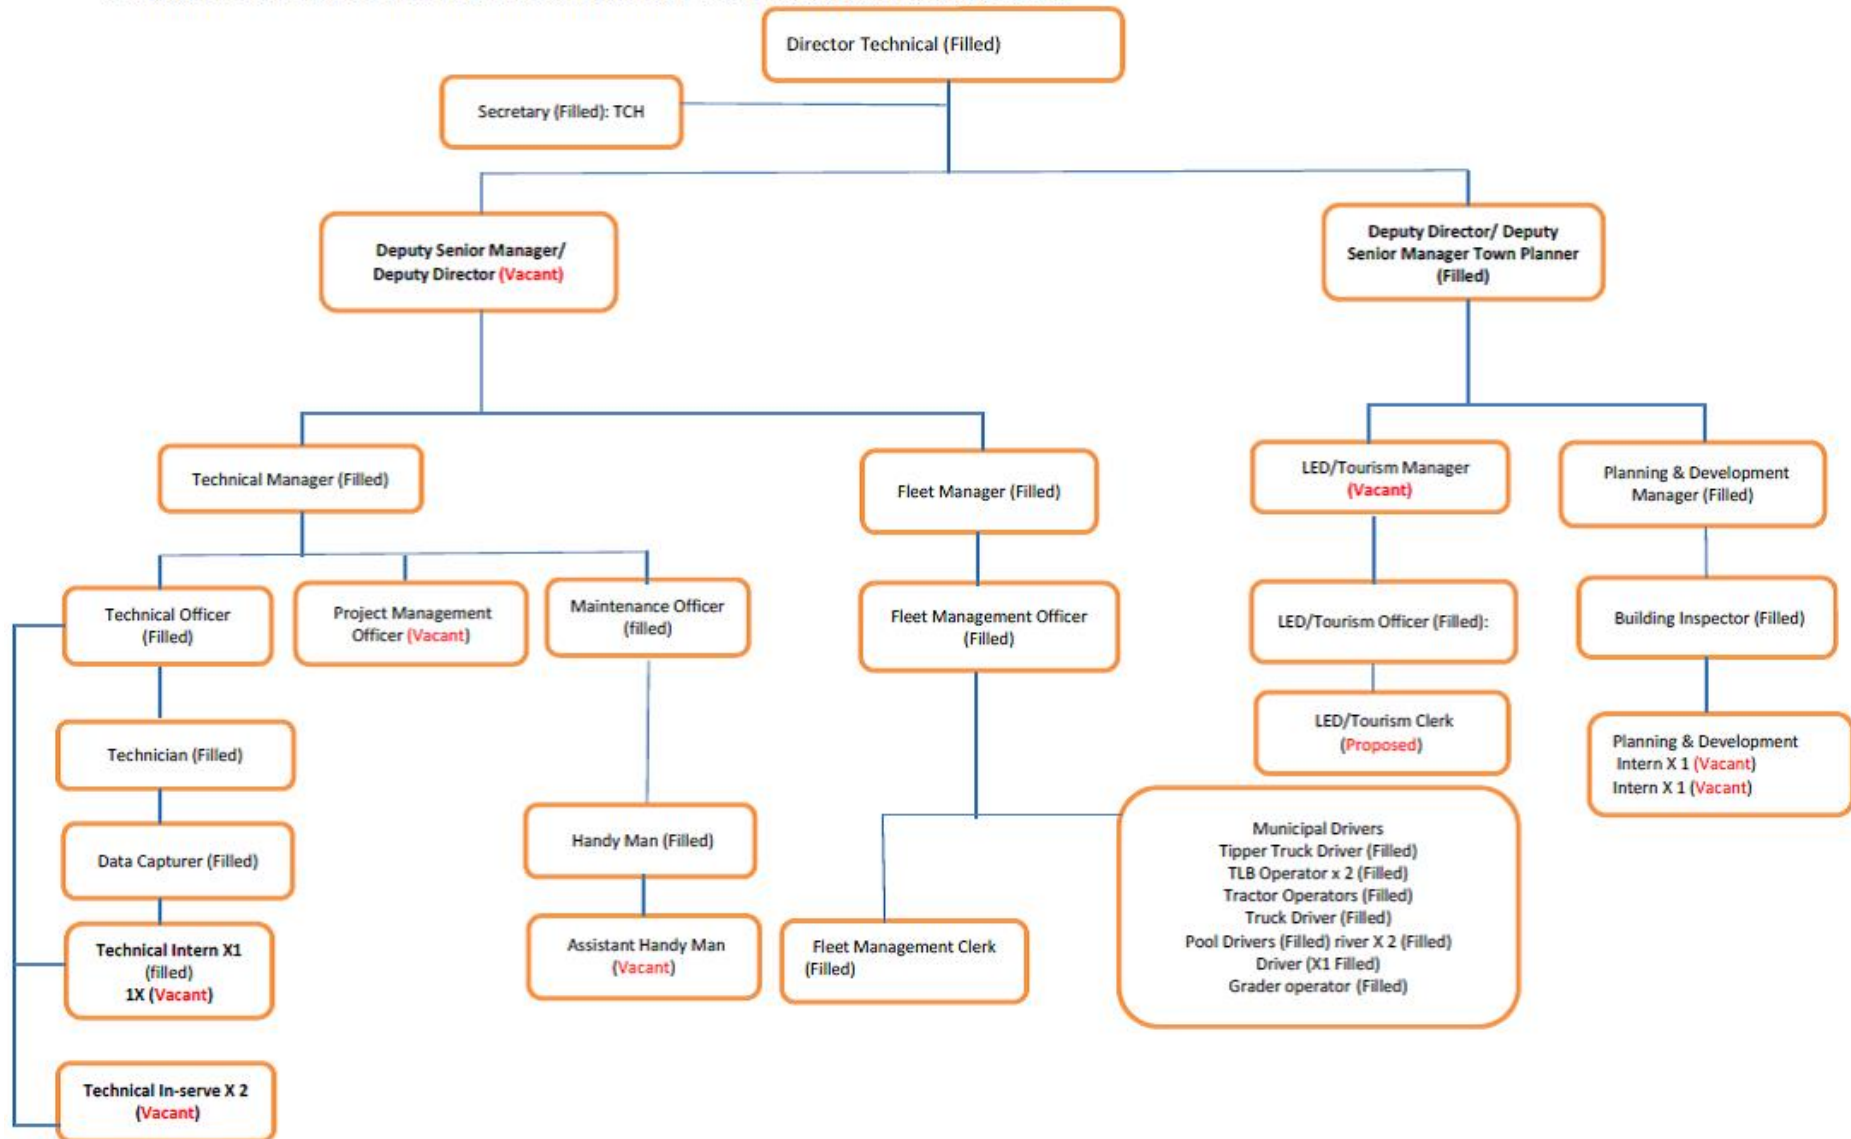 Director Technical (Filled)
Secretary (Filled): TCH
Deputy Senior Manager/
Deputy Director (Vacant)
Deputy Director/ Deputy
Senior Manager Town Planner
(Filled)
Technical Manager (Filled)
Fleet Manager (Filled)
LED/Tourism Manager
(Vacant)
Planning & Development
Manager (Filled)
Technical Officer
(Filled)
Project Management
Officer (Vacant)
Maintenance Officer
(filled)
Fleet Management Officer
(Filled)
LED/Tourism Officer (Filled):
Building Inspector (Filled)
Technician (Filled)
LED/Tourism Clerk
(Proposed)
Planning & Development
Intern X 1 (Vacant)
Intern X 1 (Vacant)
Data Capturer (Filled)
Handy Man (Filled)
Municipal Drivers
Tipper Truck Driver (Filled)
TLB Operator x 2 (Filled)
Tractor Operators (Filled)
Truck Driver (Filled)
Pool Drivers (Filled) river X 2 (Filled)
Driver (X1 Filled)
Grader operator (Filled)
Technical Intern X1
(filled)
1X (Vacant)
Assistant Handy Man
(Vacant)
Fleet Management Clerk
(Filled)
Technical In-serve X 2
(Vacant)